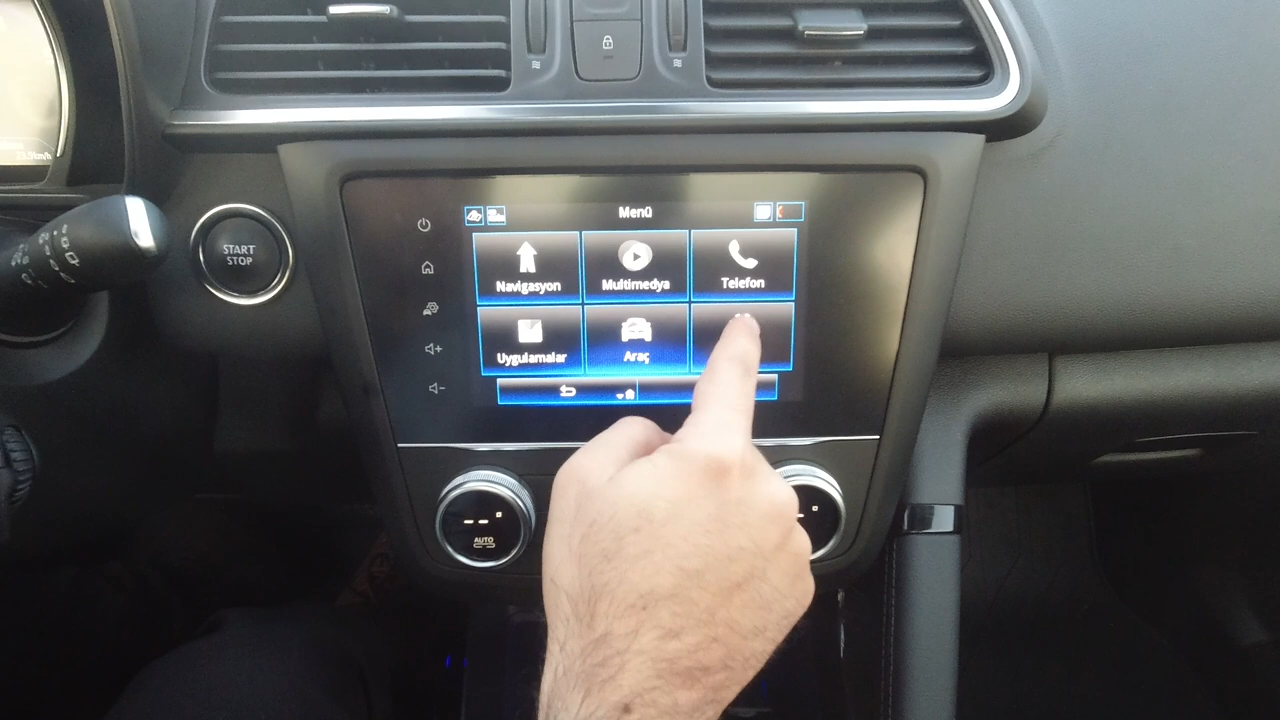 START
STOP
Menü
Navigasyon
Multimedya
Telefon
Uygulamalar
Araç
AUTO